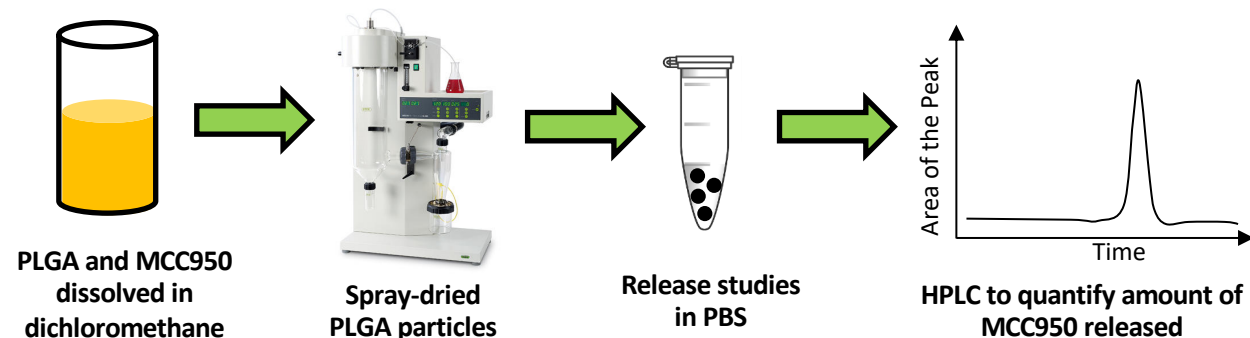 PLGA and MCC950
dissolved in
dichloromethane
Spray-dried
PLGA particles
Release studies
in PBS
Area of the Peak
Time
HPLC to quantify amount of
MCC950 released